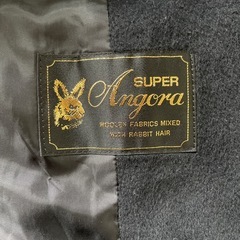 SUPER
Angora
WOOLEN FABRICS MIXED
WITH RABBIT HAIR